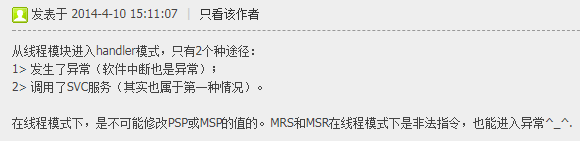 发表于 2014-4-10 15:11:07 | 只看该作者
从线程模块进入handler模式，只有2个种途径：
1> 发生了异常（软件中断也是异常）；
2> 调用了SVC服务（其实也属于第一种情况）。
在线程模式下，是不可能修改PSP或MSP的值的。MRS和MSR在线程模式下是非法指令，也能进入异常^_^.